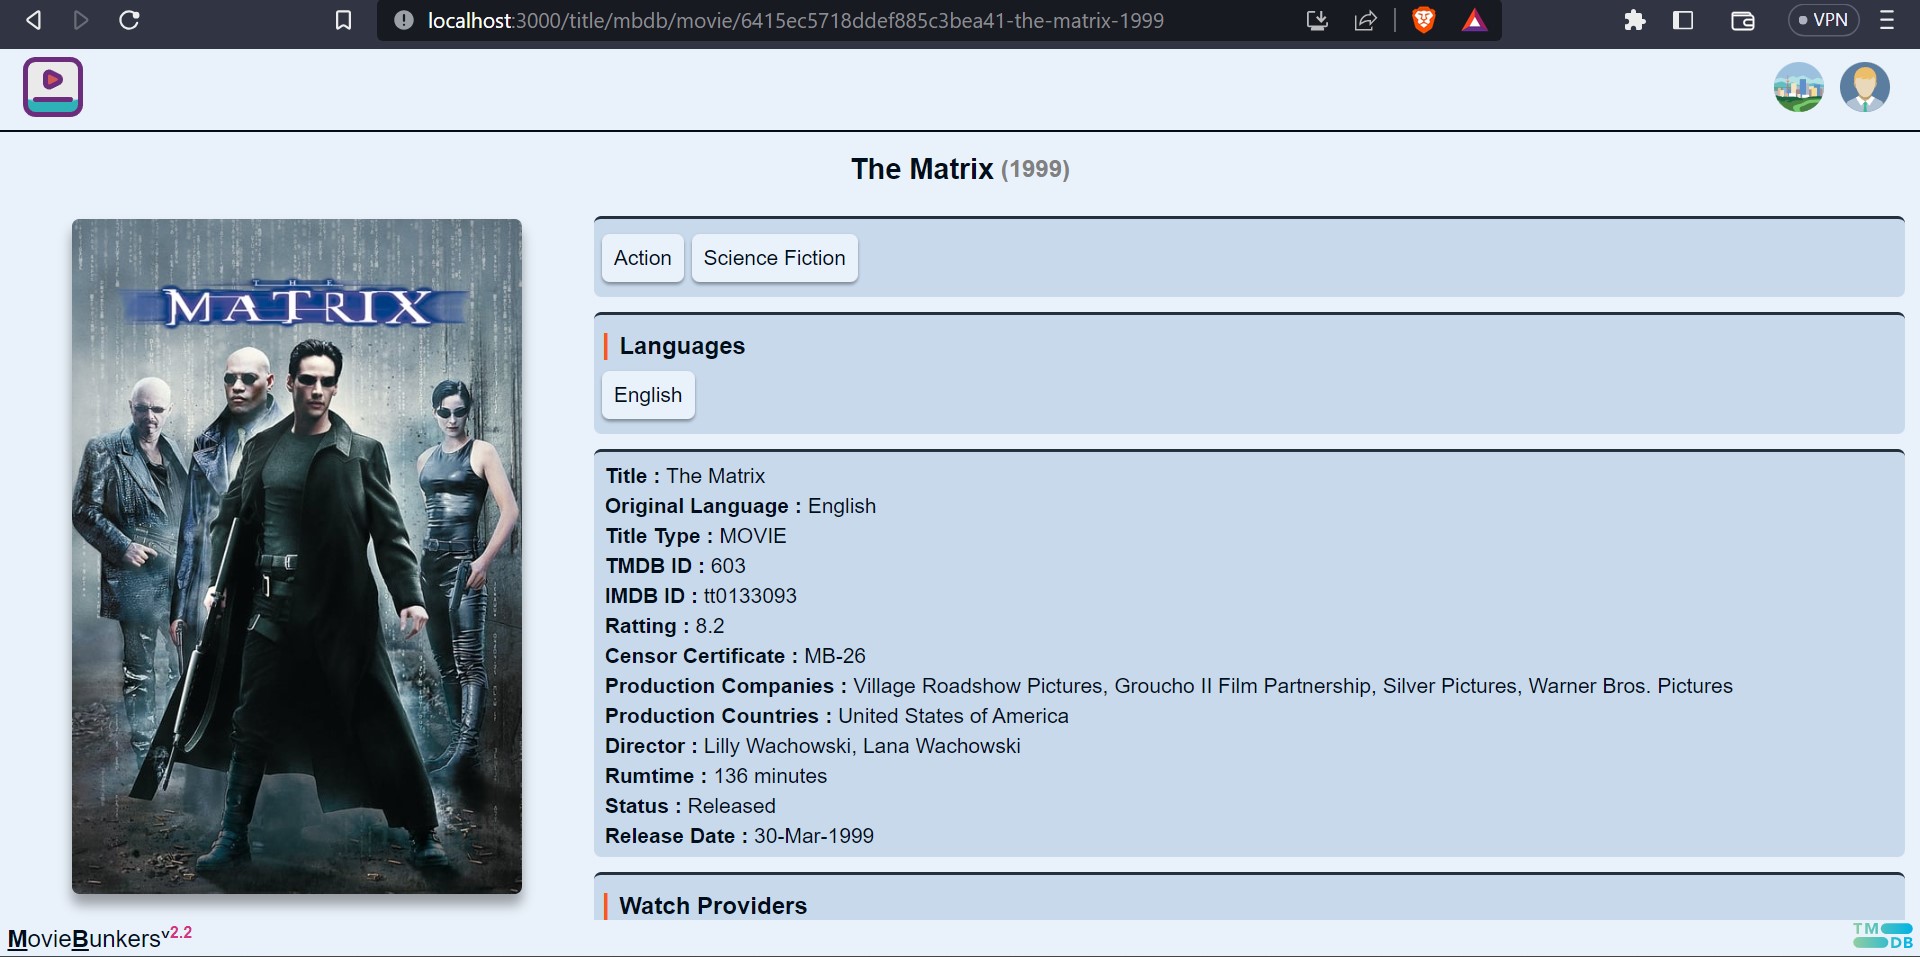 localhost:3000/title/mbdb/movie/6415ec5718ddef885c3bea41-the-matrix-1999
VPN
The Matrix (1999)
THE
MATRIX
Action
Science Fiction
Languages
English
Title : The Matrix
Original Language : English
Title Type : MOVIE
TMDB ID : 603
IMDB ID : tt0133093
Ratting : 8.2
Censor Certificate : MB-26
Production Companies : Village Roadshow Pictures, Groucho II Film Partnership, Silver Pictures, Warner Bros. Pictures
Production Countries : United States of America
Director : Lilly Wachowski, Lana Wachowski
Rumtime : 136 minutes
Status : Released
Release Date : 30-Mar-1999
Watch Providers
MovieBunkersv2.2
TM
DB